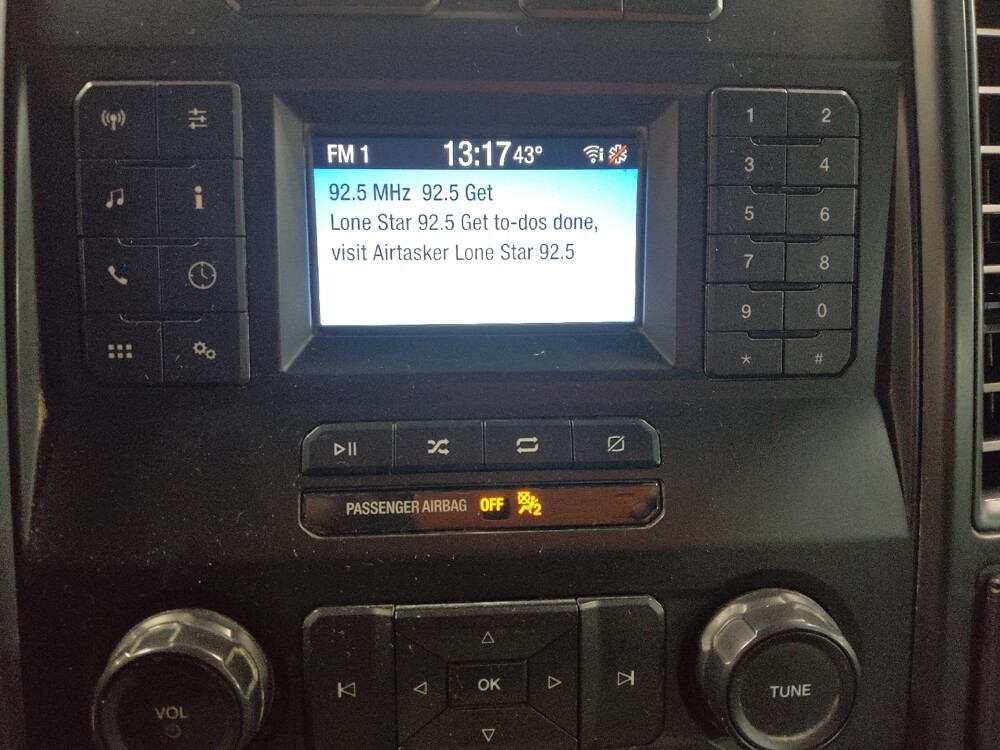 FM 1 13:17 43° i
92.5 MHz 92.5 Get
Lone Star 92.5 Get to-dos done,
visit Airtasker Lone Star 92.5
i
1 2
3 4
5 6
7 8
9 0
* #
PASSENGER AIRBAG OFF 2
OK
VOL
TUNE